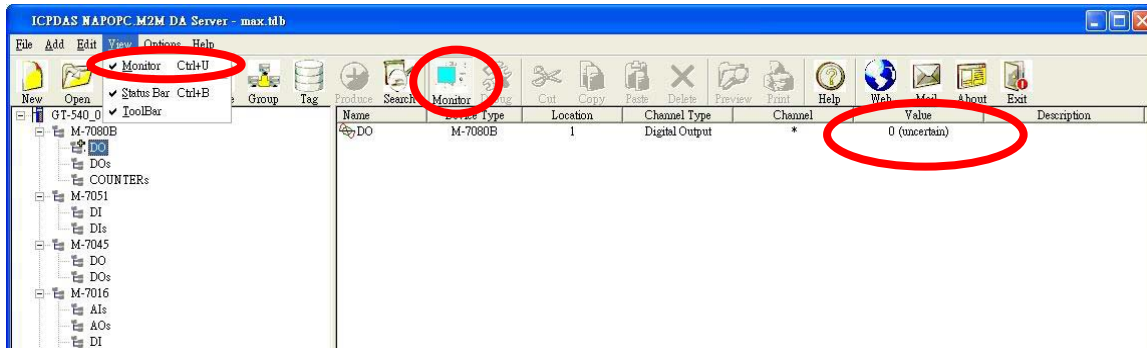 ICPDAS NAPOPC.M2M DA Server - max.tdb
File Add Edit View Options Help
Monitor Ctrl+U
Status Bar Ctrl+B
ToolBar
New Open Group Tag Produce Search Monitor Debug Cut Copy Paste Delete Preview Print Help Web Mail About Exit
GT-540_0
M-7080B
DO
DOs
COUNTERs
M-7051
DI
DIs
M-7045
DO
DOs
M-7016
AIs
AOs
DI
Name Device Type Location Channel Type Channel Value Description
DO M-7080B 1 Digital Output * 0 (uncertain)